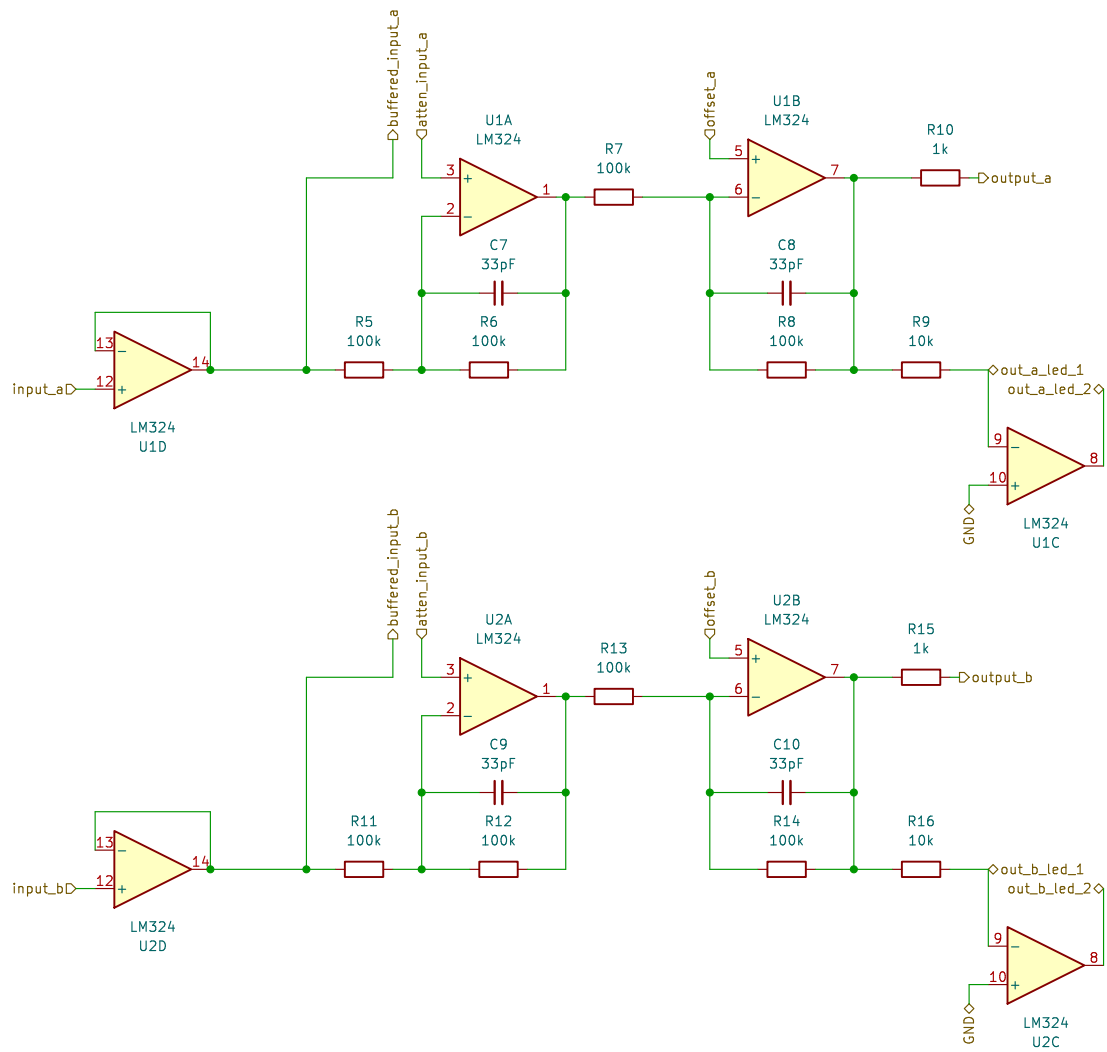 buffered_input_a
atten_input_a
offset_a
U1A
LM324
U1B
LM324
R7
100k
R10
1k
3
+
1
2
−
5
+
7
6
−
output_a
C7
33pF
C8
33pF
R5
100k
R6
100k
R8
100k
R9
10k
13
−
14
input_a
12
+
out_a_led_1
out_a_led_2
LM324
U1D
9
−
8
10
+
GND
LM324
U1C
buffered_input_b
atten_input_b
offset_b
U2A
LM324
U2B
LM324
R13
100k
R15
1k
3
+
1
2
−
5
+
7
6
−
output_b
C9
33pF
C10
33pF
R11
100k
R12
100k
R14
100k
R16
10k
13
−
14
input_b
12
+
out_b_led_1
out_b_led_2
LM324
U2D
9
−
8
10
+
GND
LM324
U2C